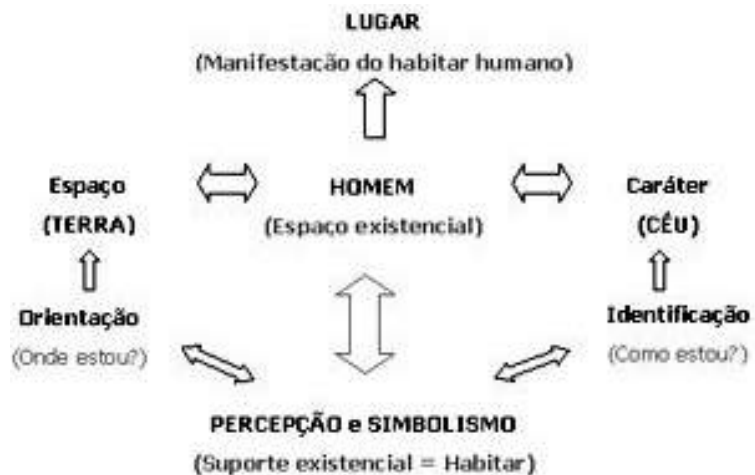 LUGAR
(Manifestação do habitar humano)
Espaço
(TERRA)
HOMEM
(Espaço existencial)
Caráter
(CÉU)
Orientação
(Onde estou?)
Identificação
(Como estou?)
PERCEPÇÃO e SIMBOLISMO
(Suporte existencial = Habitar)